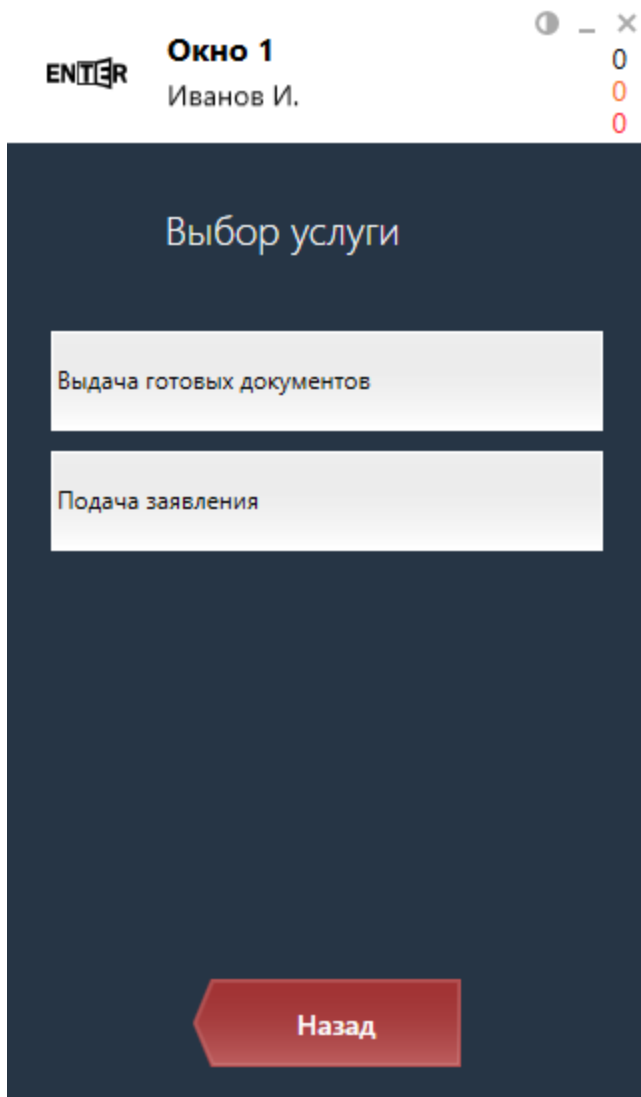 ENTER
Окно 1
Иванов И.
0
0
0
Выбор услуги
Выдача готовых документов
Подача заявления
Назад